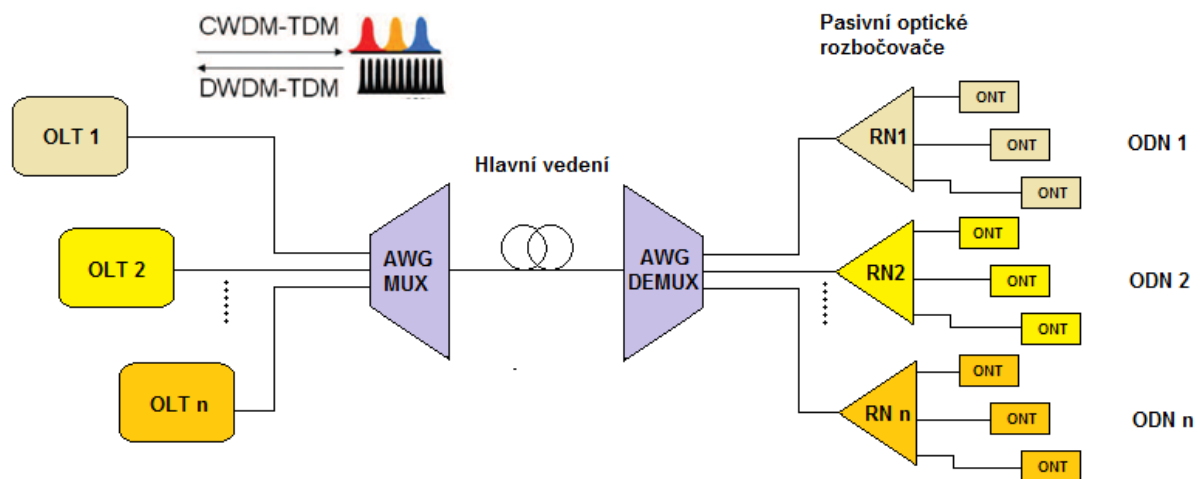 CWDM-TDM
DWDM-TDM
Pasivní optické
rozbočovače
OLT 1
OLT 2
OLT n
AWG
MUX
Hlavní vedení
AWG
DEMUX
RN1
ONT
ONT
ONT
ODN 1
RN2
ONT
ONT
ONT
ODN 2
RN n
ONT
ONT
ONT
ODN n